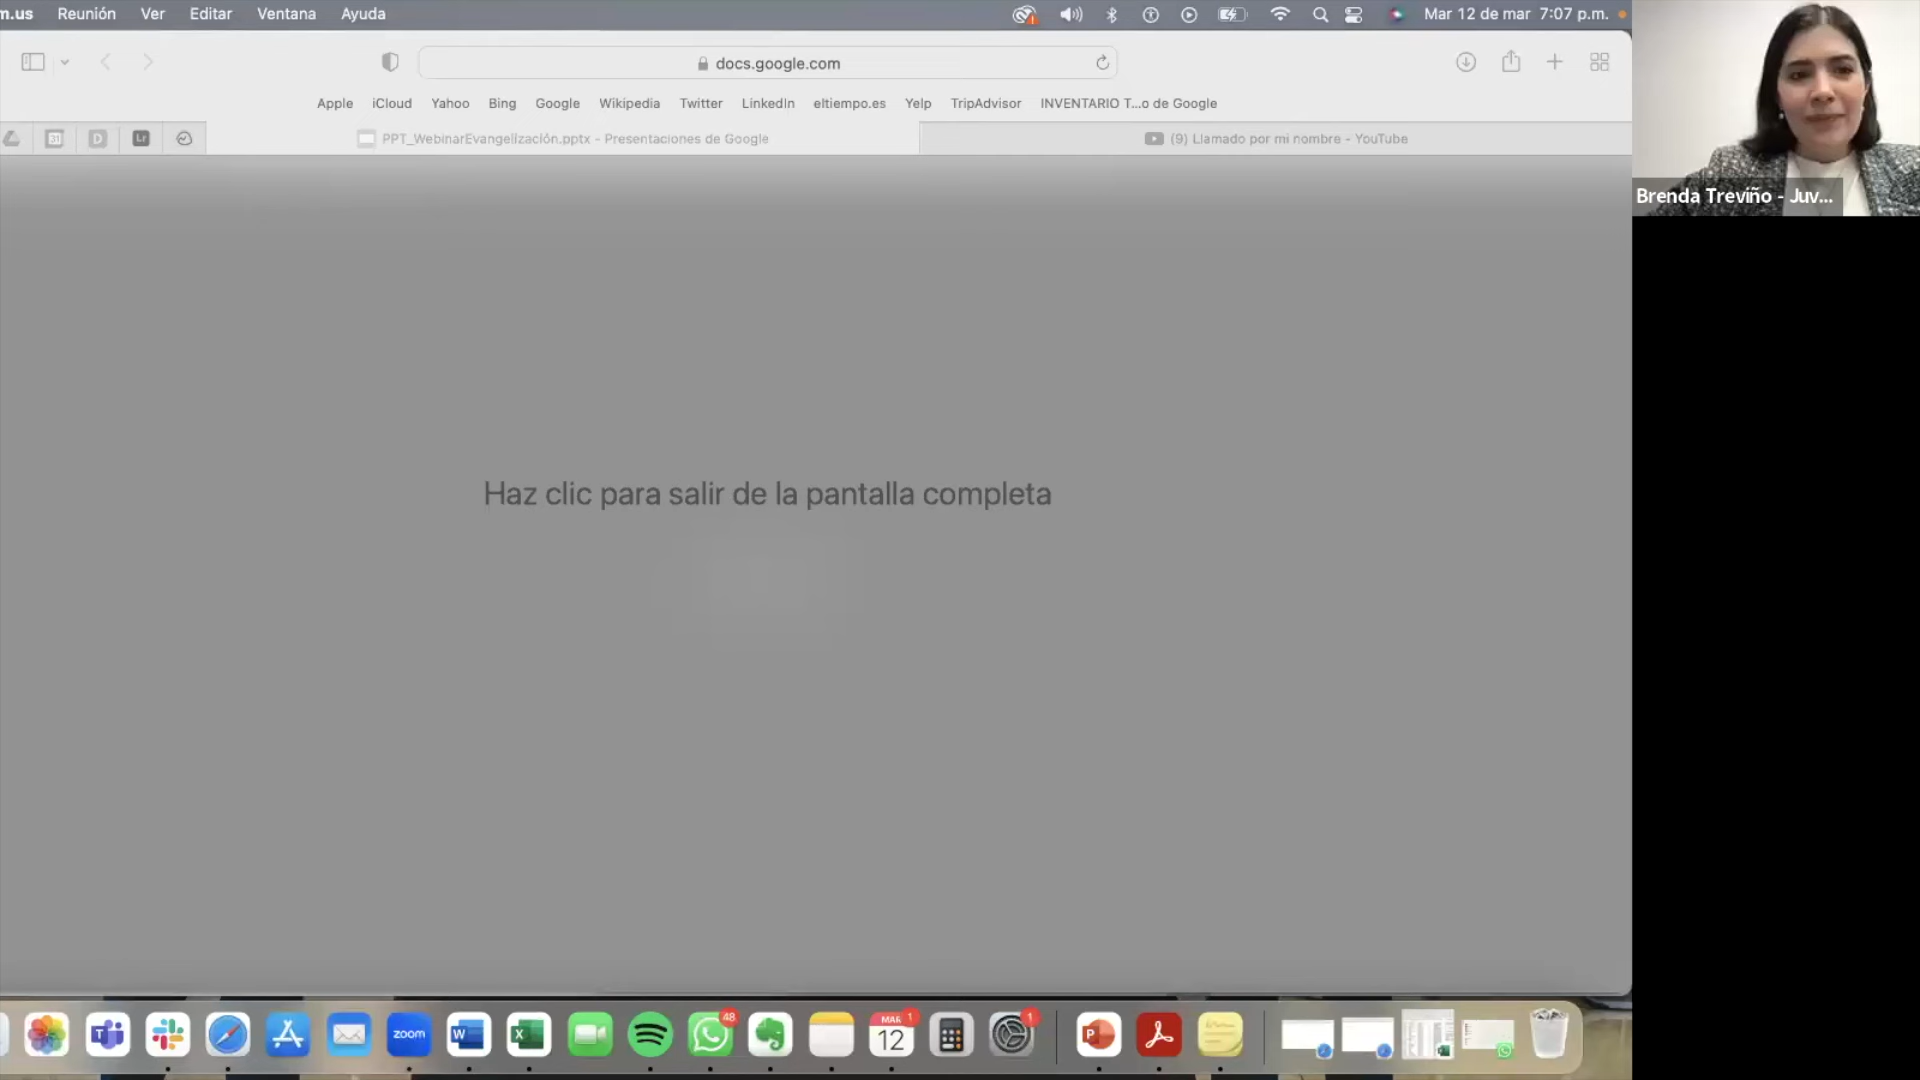 m.us Reunión Ver Editar Ventana Ayuda Mar 12 de mar 7:07 p.m.
docs.google.com
Apple iCloud Yahoo Bing Google Wikipedia Twitter LinkedIn eltiempo.es Yelp TripAdvisor INVENTARIO T...o de Google
31 D Lr PPT_WebinarEvangelización.pptx - Presentaciones de Google (9) Llamado por mi nombre - YouTube
Brenda Treviño - Juv...
Haz clic para salir de la pantalla completa
zoom W X 48 MAR 12 1 1 P